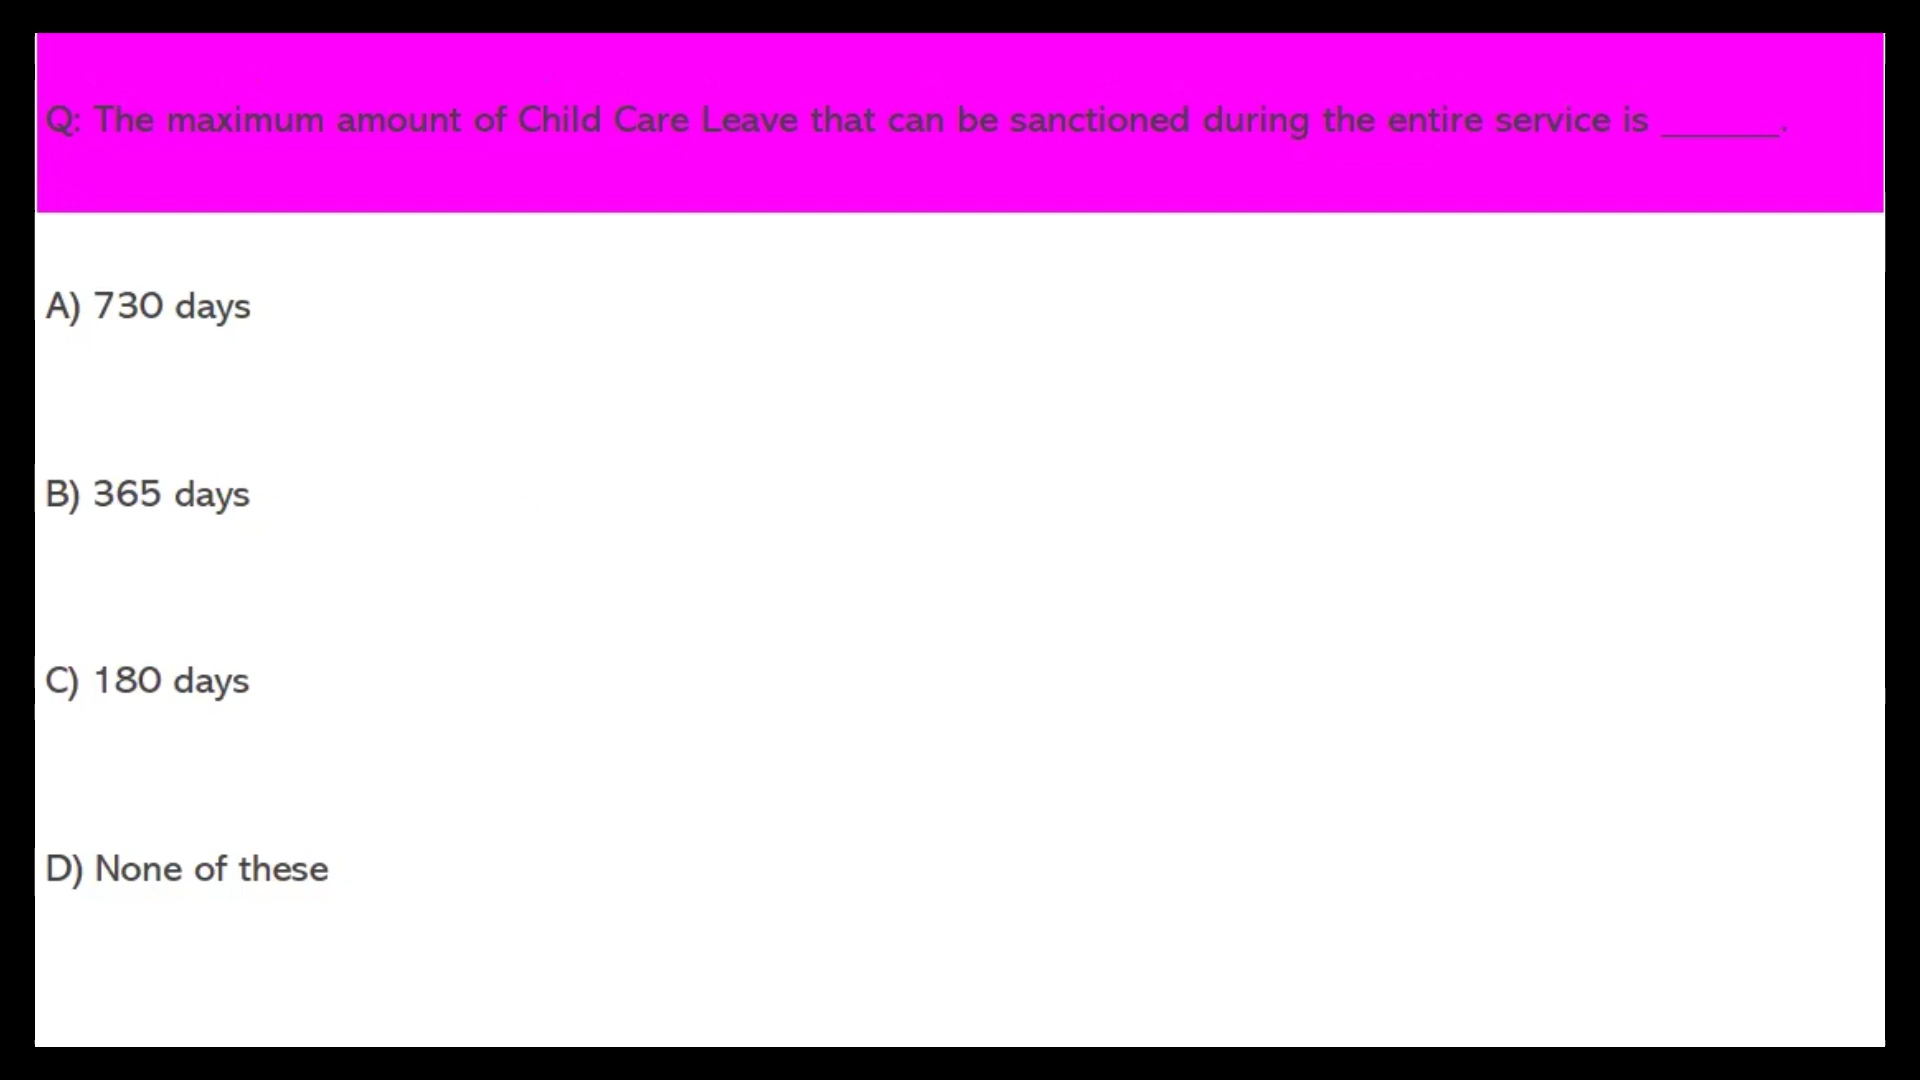 Q: The maximum amount of Child Care Leave that can be sanctioned during the entire service is ______.
A) 730 days
B) 365 days
C) 180 days
D) None of these